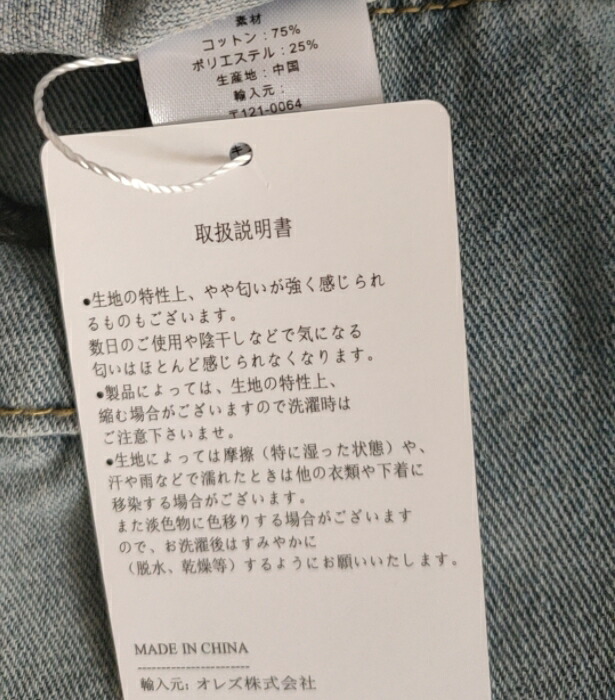 素材
コットン：75%
ポリエステル：25%
生産地：中国
輸入元：
〒121-0064
取扱説明書
●生地の特性上、やや匂いが強く感じられ
るものもございます。
数日のご使用や陰干しなどで気になる
匂いはほとんど感じられなくなります。
●製品によっては、生地の特性上、
縮む場合がございますので洗濯時は
ご注意下さいませ。
●生地によっては摩擦（特に湿った状態）や、
汗や雨などで濡れたときは他の衣類や下着に
移染する場合がございます。
また淡色物に色移りする場合がございます
ので、お洗濯後はすみやかに
（脱水、乾燥等）するようにお願いいたします。
MADE IN CHINA
----------------------
輸入元: オレズ株式会社